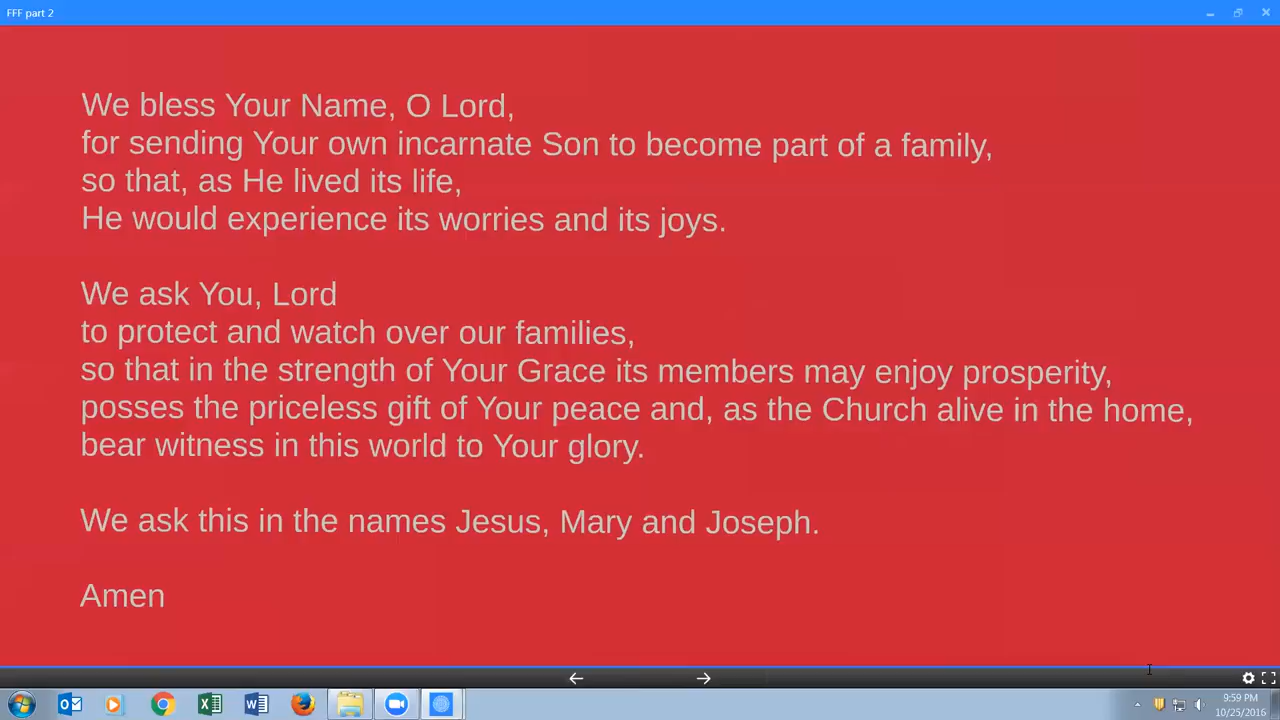 FFF part 2
We bless Your Name, O Lord,
for sending Your own incarnate Son to become part of a family,
so that, as He lived its life,
He would experience its worries and its joys.
We ask You, Lord
to protect and watch over our families,
so that in the strength of Your Grace its members may enjoy prosperity,
posses the priceless gift of Your peace and, as the Church alive in the home,
bear witness in this world to Your glory.
We ask this in the names Jesus, Mary and Joseph.
Amen
9:59 PM
10/25/2016